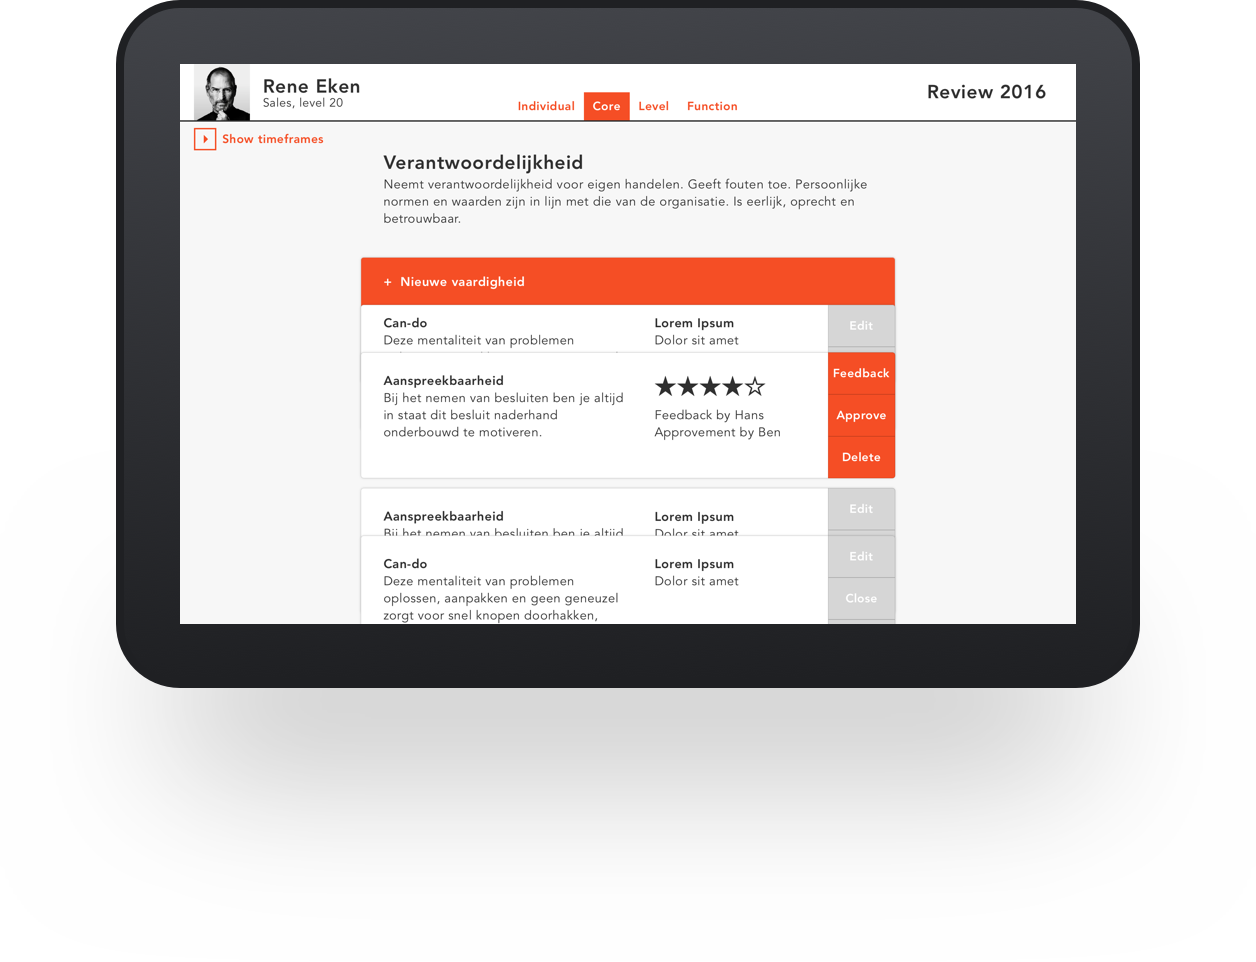 Rene Eken
Sales, level 20
Individual Core Level Function
Review 2016
Show timeframes
Verantwoordelijkheid
Neemt verantwoordelijkheid voor eigen handelen. Geeft fouten toe. Persoonlijke
normen en waarden zijn in lijn met die van de organisatie. Is eerlijk, oprecht en
betrouwbaar.
+ Nieuwe vaardigheid
Can-do
Deze mentaliteit van problemen
Lorem Ipsum
Dolor sit amet
Edit
Aanspreekbaarheid
Bij het nemen van besluiten ben je altijd
in staat dit besluit naderhand
onderbouwd te motiveren.
★★★★☆
Feedback by Hans
Approvement by Ben
Feedback
Approve
Delete
Aanspreekbaarheid
Bij het nemen van besluiten ben je altijd
Lorem Ipsum
Dolor sit amet
Edit
Can-do
Deze mentaliteit van problemen
oplossen, aanpakken en geen geneuzel
zorgt voor snel knopen doorhakken,
Lorem Ipsum
Dolor sit amet
Edit
Close